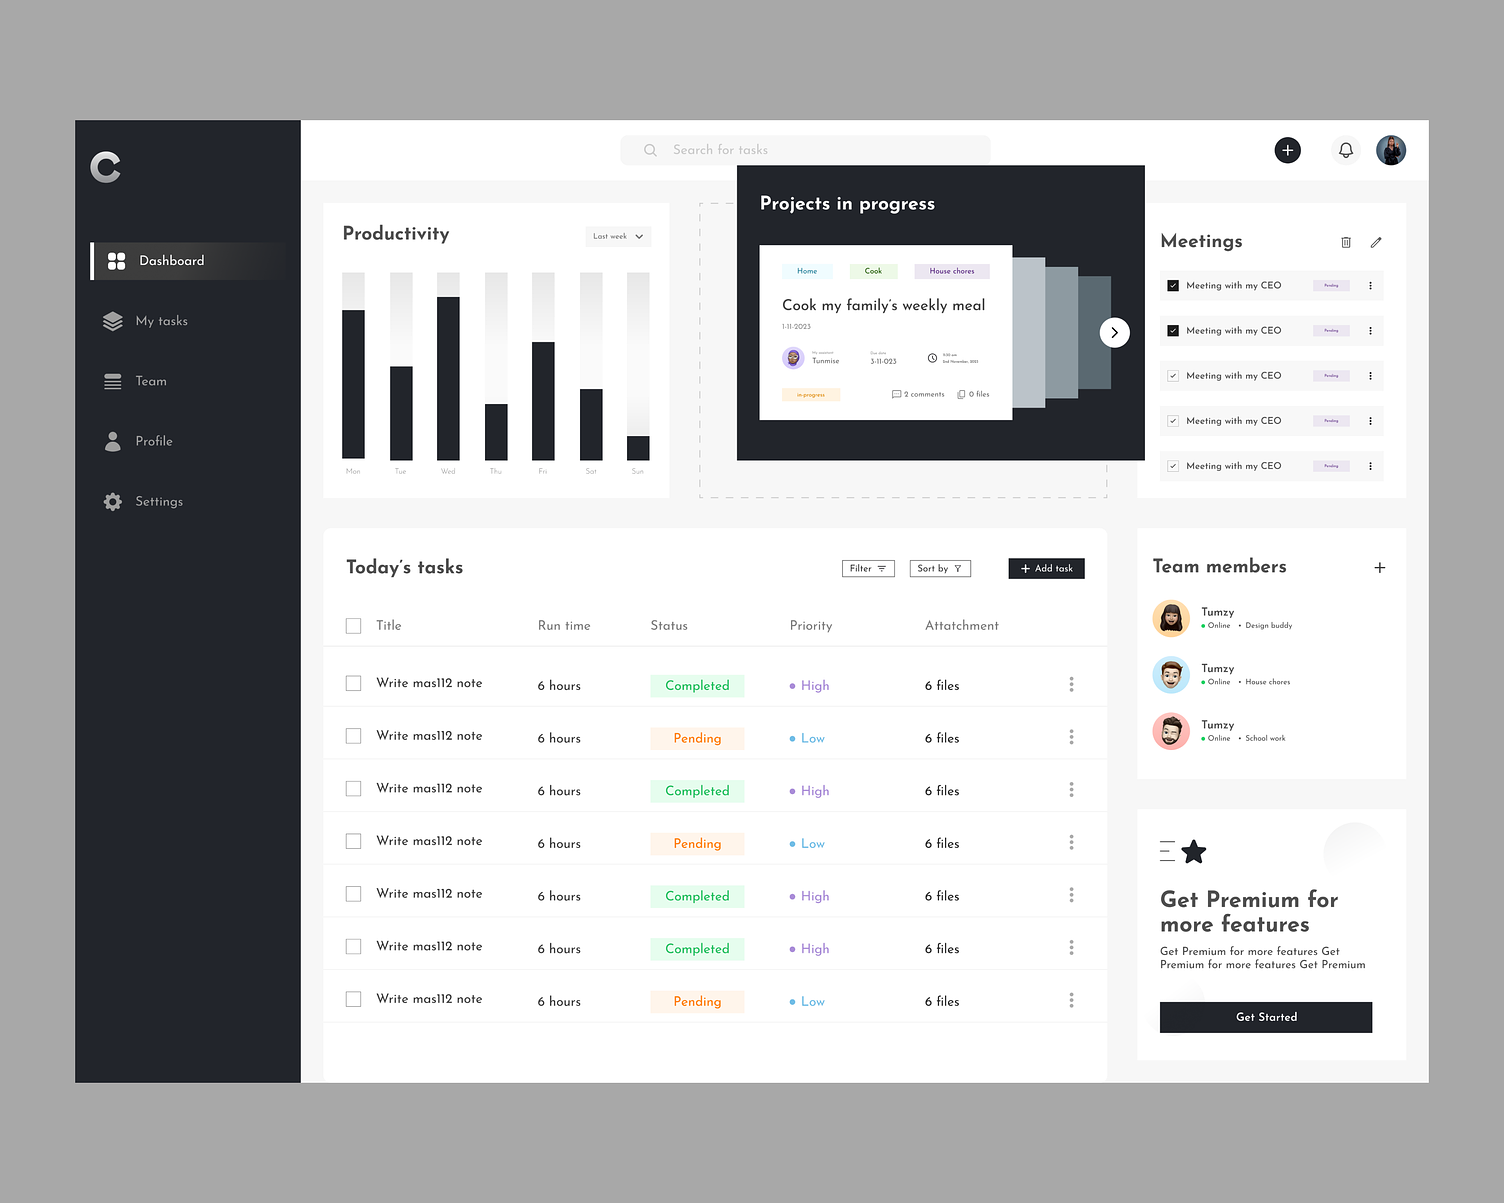 C
Search for tasks
Dashboard
My tasks
Team
Profile
Settings
Productivity
Last week
Mon Tue Wed Thu Fri Sat Sun
Projects in progress
Home Cook House chores
Cook my family's weekly meal
1-11-2023
My assistant
Tunmise
Due date
3-11-023
in-progress
2 comments
0 files
Meetings
Meeting with my CEO Pending
Meeting with my CEO Pending
Meeting with my CEO Pending
Meeting with my CEO Pending
Meeting with my CEO Pending
Today's tasks
Filter
Sort by
Add task
Title Run time Status Priority Attatchment
Write mas112 note 6 hours Completed High 6 files
Write mas112 note 6 hours Pending Low 6 files
Write mas112 note 6 hours Completed High 6 files
Write mas112 note 6 hours Pending Low 6 files
Write mas112 note 6 hours Completed High 6 files
Write mas112 note 6 hours Completed High 6 files
Write mas112 note 6 hours Pending Low 6 files
Team members
Tumzy
Online • Design buddy
Tumzy
Online • House chores
Tumzy
Online • School work
Get Premium for
more features
Get Premium for more features Get
Premium for more features Get Premium
Get Started